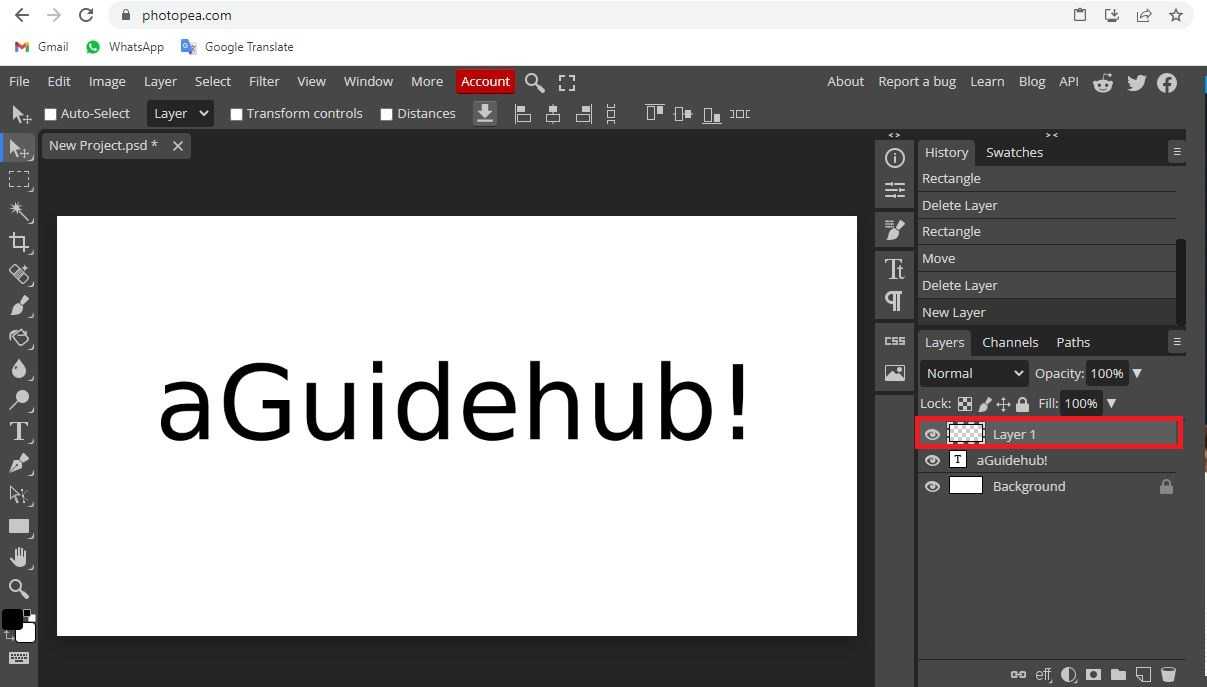 photopea.com
Gmail WhatsApp Google Translate
File Edit Image Layer Select Filter View Window More Account About Report a bug Learn Blog API
Auto-Select Layer Transform controls Distances
New Project.psd *
History Swatches
Rectangle
Delete Layer
Rectangle
Move
Delete Layer
New Layer
aGuidehub!
CSS
Layers Channels Paths
Normal Opacity: 100%
Lock: Fill: 100%
Layer 1
T aGuidehub!
Background
eff